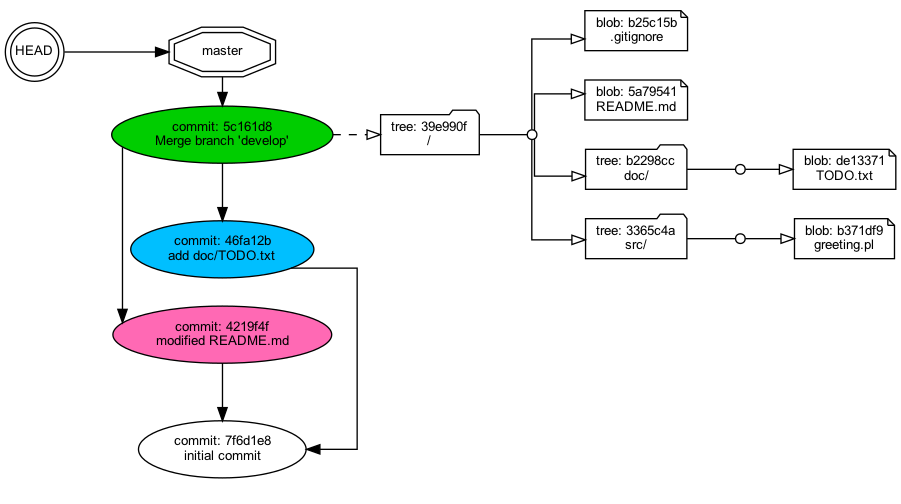 HEAD
master
commit: 5c161d8
Merge branch 'develop'
commit: 46fa12b
add doc/TODO.txt
commit: 4219f4f
modified README.md
commit: 7f6d1e8
initial commit
tree: 39e990f
/
blob: b25c15b
.gitignore
blob: 5a79541
README.md
tree: b2298cc
doc/
blob: de13371
TODO.txt
tree: 3365c4a
src/
blob: b371df9
greeting.pl